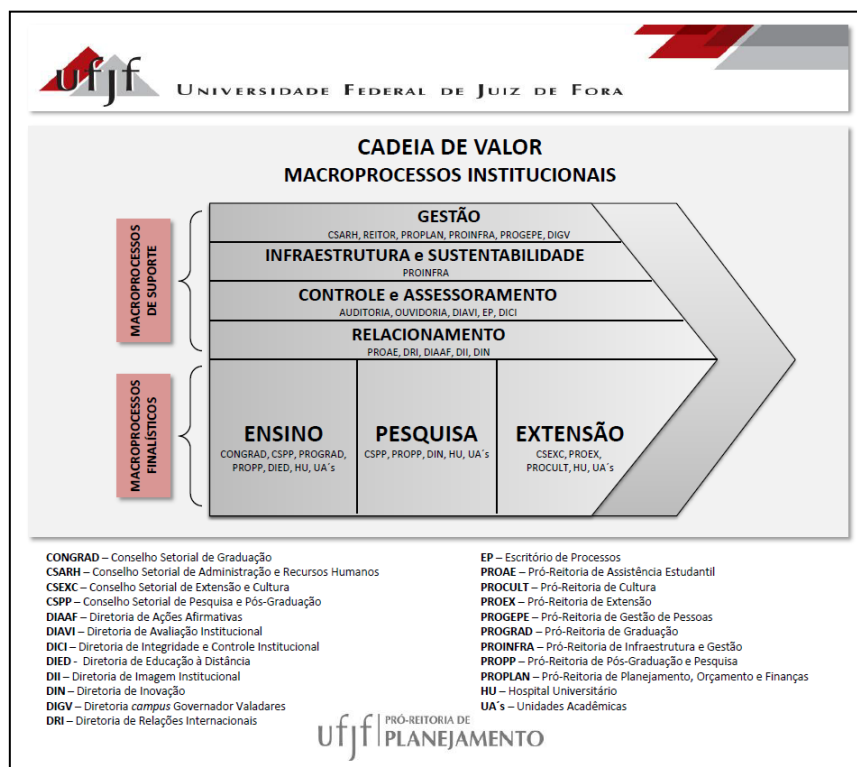 ufjf UNIVERSIDADE FEDERAL DE JUIZ DE FORA
CADEIA DE VALOR
MACROPROCESSOS INSTITUCIONAIS
MACROPROCESSOS
DE SUPORTE
GESTÃO
CSARH, REITOR, PROPLAN, PROINFRA, PROGEPE, DIGV
INFRAESTRUTURA e SUSTENTABILIDADE
PROINFRA
CONTROLE e ASSESSORAMENTO
AUDITORIA, OUVIDORIA, DIAVI, EP, DICI
RELACIONAMENTO
PROAE, DRI, DIAAF, DII, DIN
MACROPROCESSOS
FINALÍSTICOS
ENSINO
CONGRAD, CSPP, PROGRAD,
PROPP, DIED, HU, UA´s
PESQUISA
CSPP, PROPP, DIN, HU, UA´s
EXTENSÃO
CSEXC, PROEX,
PROCULT, HU, UA´s
CONGRAD – Conselho Setorial de Graduação
CSARH – Conselho Setorial de Administração e Recursos Humanos
CSEXC – Conselho Setorial de Extensão e Cultura
CSPP – Conselho Setorial de Pesquisa e Pós-Graduação
DIAAF – Diretoria de Ações Afirmativas
DIAVI – Diretoria de Avaliação Institucional
DICI – Diretoria de Integridade e Controle Institucional
DIED - Diretoria de Educação à Distância
DII – Diretoria de Imagem Institucional
DIN – Diretoria de Inovação
DIGV – Diretoria campus Governador Valadares
DRI – Diretoria de Relações Internacionais
EP – Escritório de Processos
PROAE – Pró-Reitoria de Assistência Estudantil
PROCULT – Pró-Reitoria de Cultura
PROEX – Pró-Reitoria de Extensão
PROGEPE – Pró-Reitoria de Gestão de Pessoas
PROGRAD – Pró-Reitoria de Graduação
PROINFRA – Pró-Reitoria de Infraestrutura e Gestão
PROPP – Pró-Reitoria de Pós-Graduação e Pesquisa
PROPLAN – Pró-Reitoria de Planejamento, Orçamento e Finanças
HU – Hospital Universitário
UA´s – Unidades Acadêmicas
ufjf PRÓ-REITORIA DE
PLANEJAMENTO